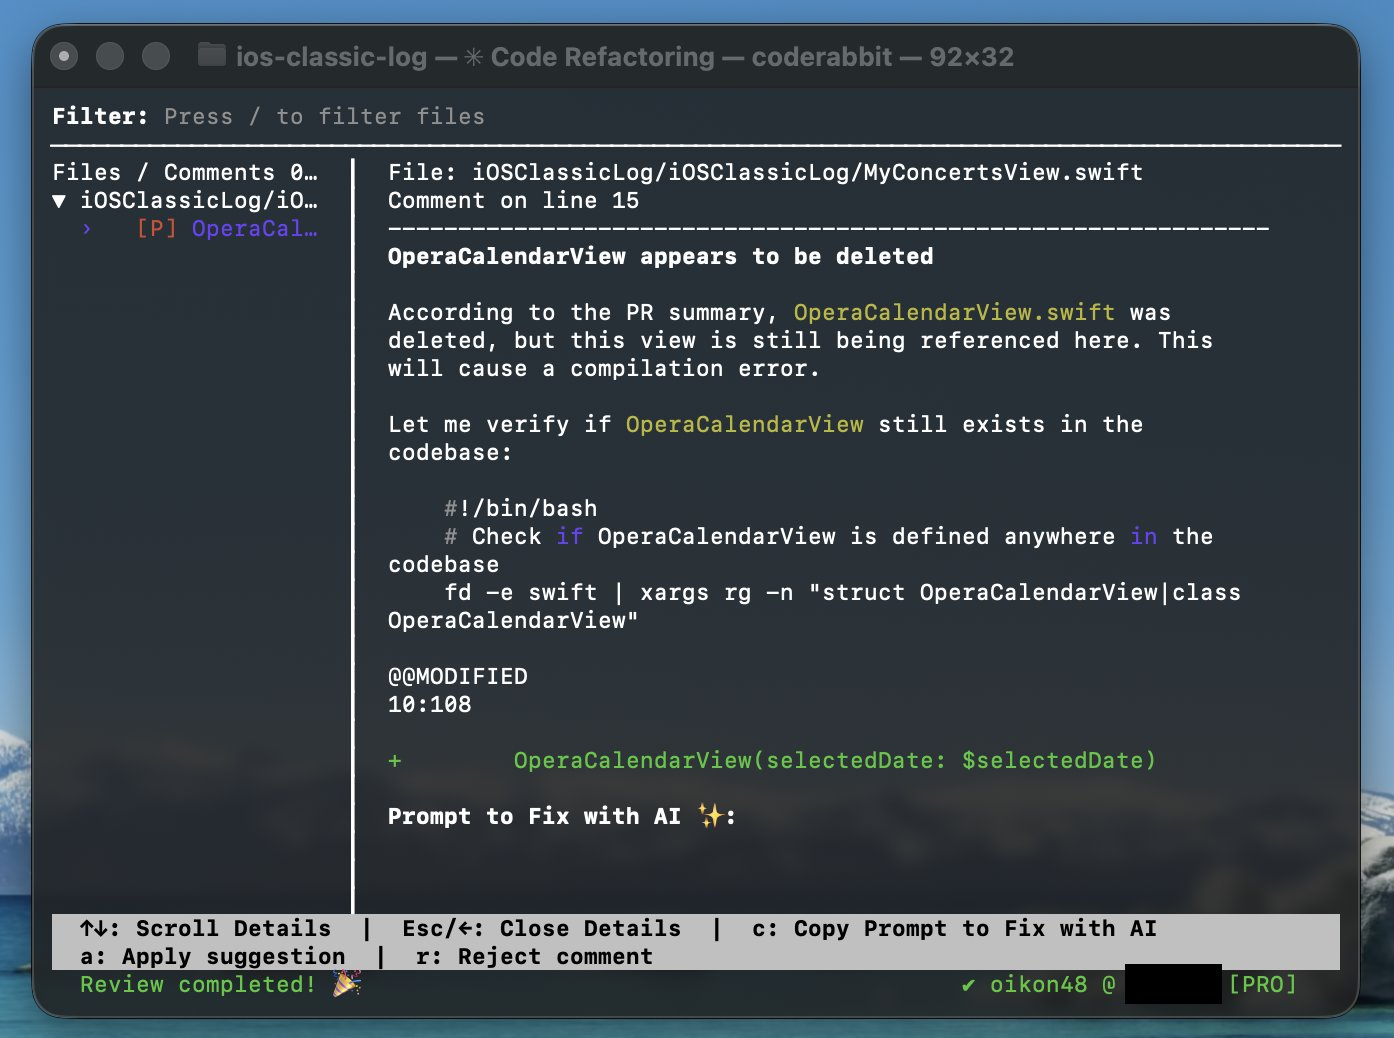 ios-classic-log — ✳ Code Refactoring — coderabbit — 92×32
Filter: Press / to filter files
Files / Comments 0…
▼ iOSClassicLog/iO…
› [P] OperaCal…
File: iOSClassicLog/iOSClassicLog/MyConcertsView.swift
Comment on line 15
OperaCalendarView appears to be deleted
According to the PR summary, OperaCalendarView.swift was
deleted, but this view is still being referenced here. This
will cause a compilation error.
Let me verify if OperaCalendarView still exists in the
codebase:
#!/bin/bash
# Check if OperaCalendarView is defined anywhere in the
codebase
fd -e swift | xargs rg -n "struct OperaCalendarView|class
OperaCalendarView"
@@MODIFIED
10:108
+ OperaCalendarView(selectedDate: $selectedDate)
Prompt to Fix with AI ✨:
↑↓: Scroll Details | Esc/←: Close Details | c: Copy Prompt to Fix with AI
a: Apply suggestion | r: Reject comment
Review completed! 🎉 ✔ oikon48 @ [PRO]